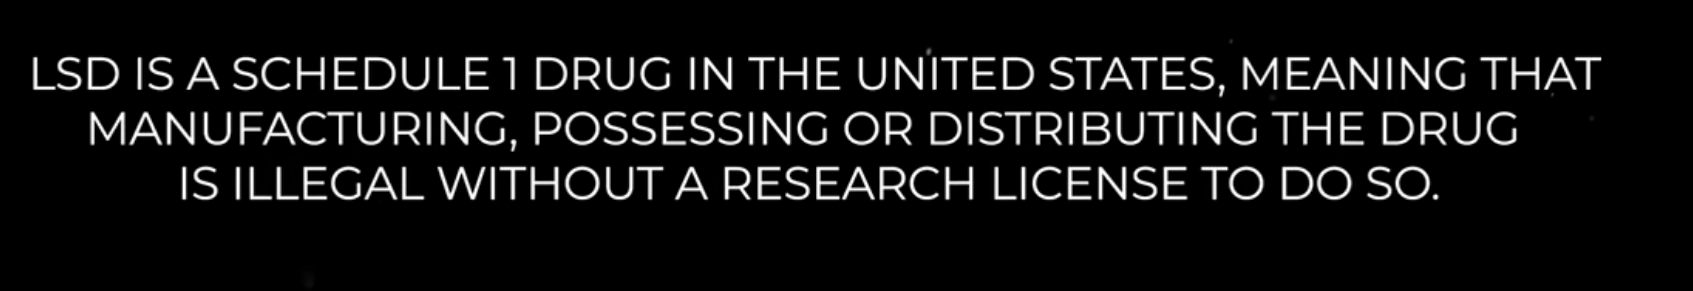 LSD IS A SCHEDULE 1 DRUG IN THE UNITED STATES, MEANING THAT
MANUFACTURING, POSSESSING OR DISTRIBUTING THE DRUG
IS ILLEGAL WITHOUT A RESEARCH LICENSE TO DO SO.